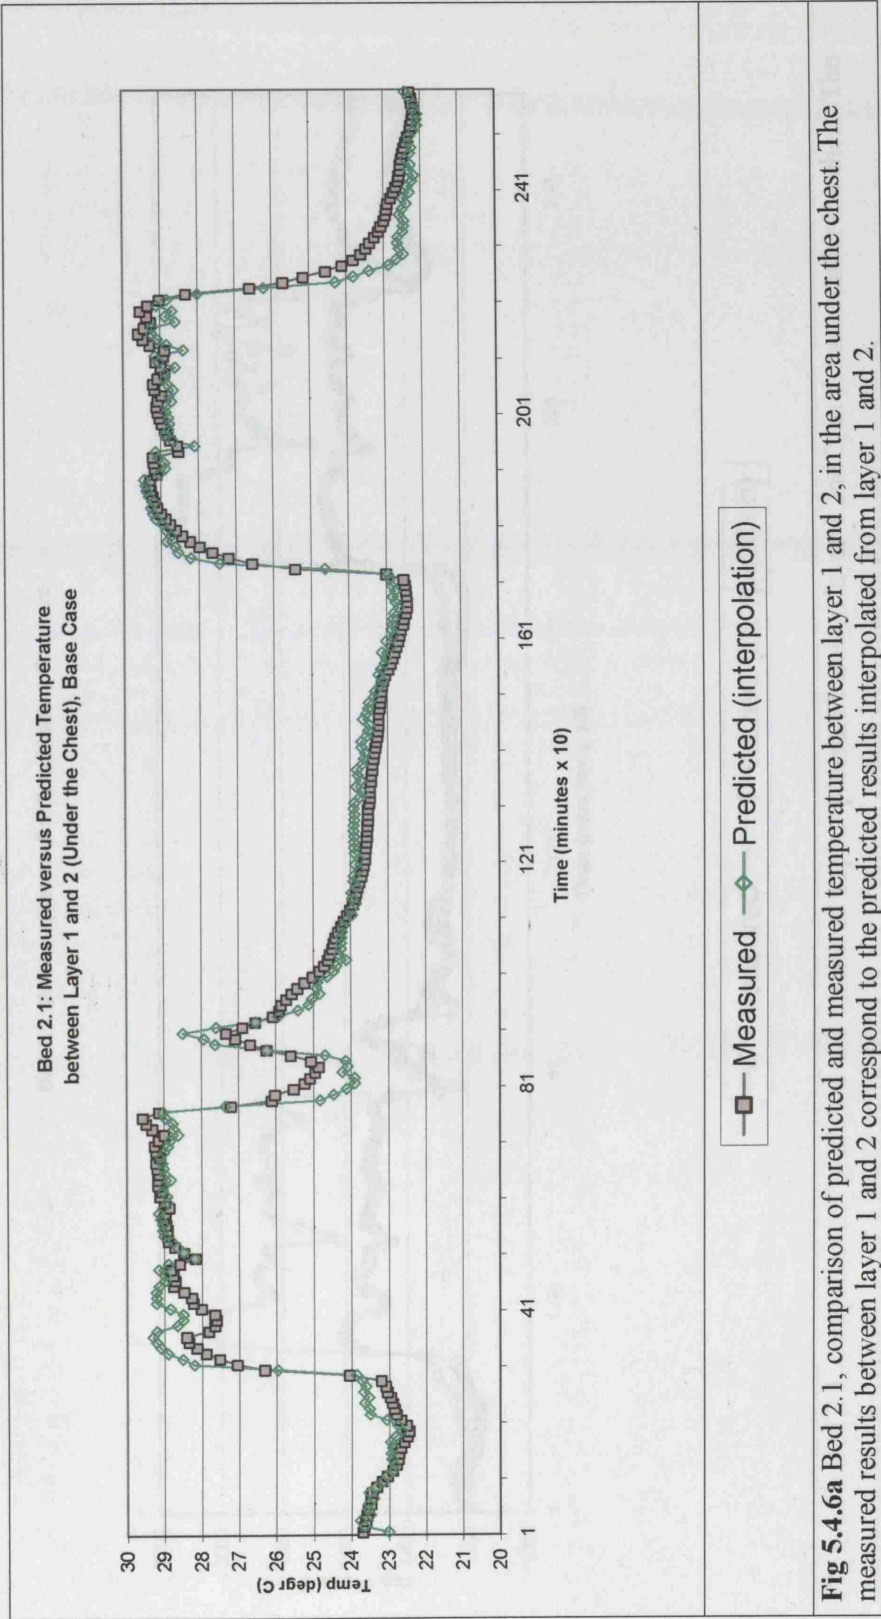 Bed 2.1: Measured versus Predicted Temperature
between Layer 1 and 2 (Under the Chest), Base Case
Temp (degr C)
30
29
28
27
26
25
24
23
22
21
20
1
41
81
121
161
201
241
Time (minutes x 10)
Measured
Predicted (interpolation)
Fig 5.4.6a Bed 2.1, comparison of predicted and measured temperature between layer 1 and 2, in the area under the chest. The
measured results between layer 1 and 2 correspond to the predicted results interpolated from layer 1 and 2.